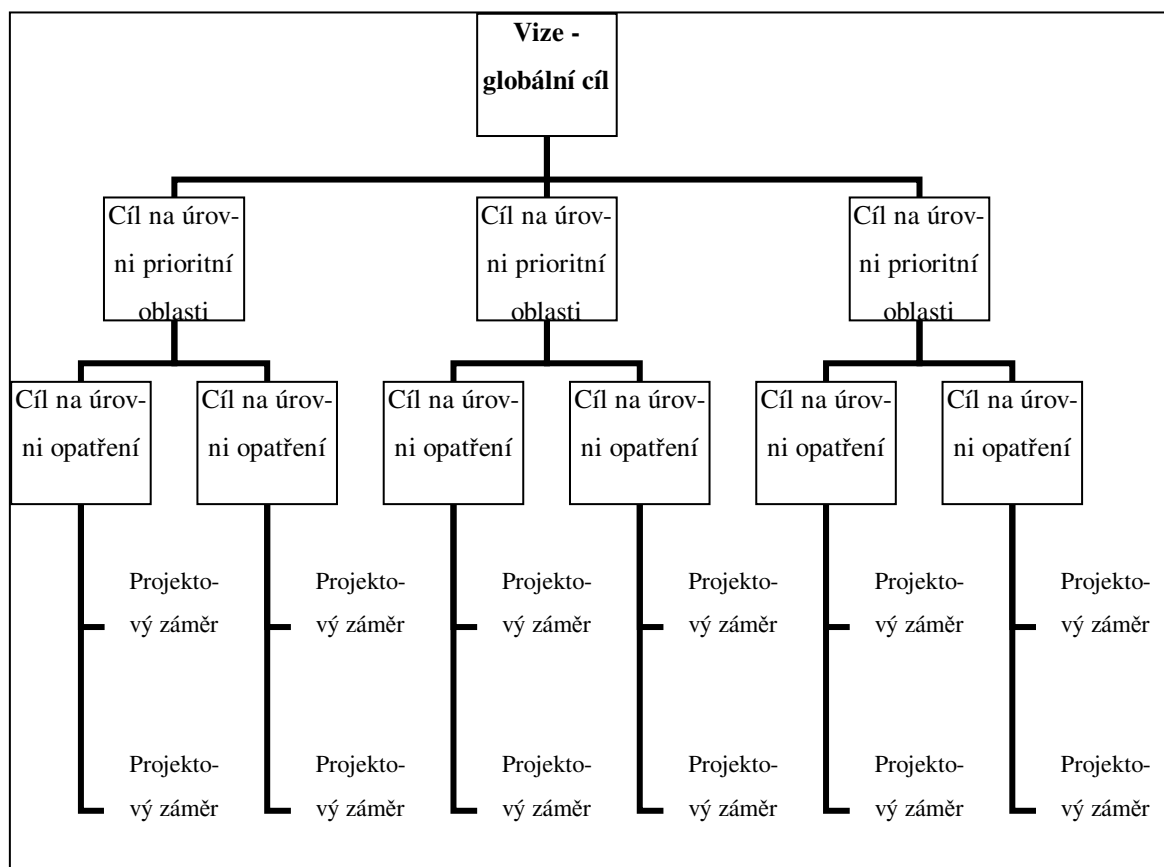 Vize -
globální cíl
Cíl na úrov-
ni prioritní
oblasti
Cíl na úrov-
ni prioritní
oblasti
Cíl na úrov-
ni prioritní
oblasti
Cíl na úrov-
ni opatření
Cíl na úrov-
ni opatření
Cíl na úrov-
ni opatření
Cíl na úrov-
ni opatření
Cíl na úrov-
ni opatření
Cíl na úrov-
ni opatření
Projekto-
vý záměr
Projekto-
vý záměr
Projekto-
vý záměr
Projekto-
vý záměr
Projekto-
vý záměr
Projekto-
vý záměr
Projekto-
vý záměr
Projekto-
vý záměr
Projekto-
vý záměr
Projekto-
vý záměr
Projekto-
vý záměr
Projekto-
vý záměr